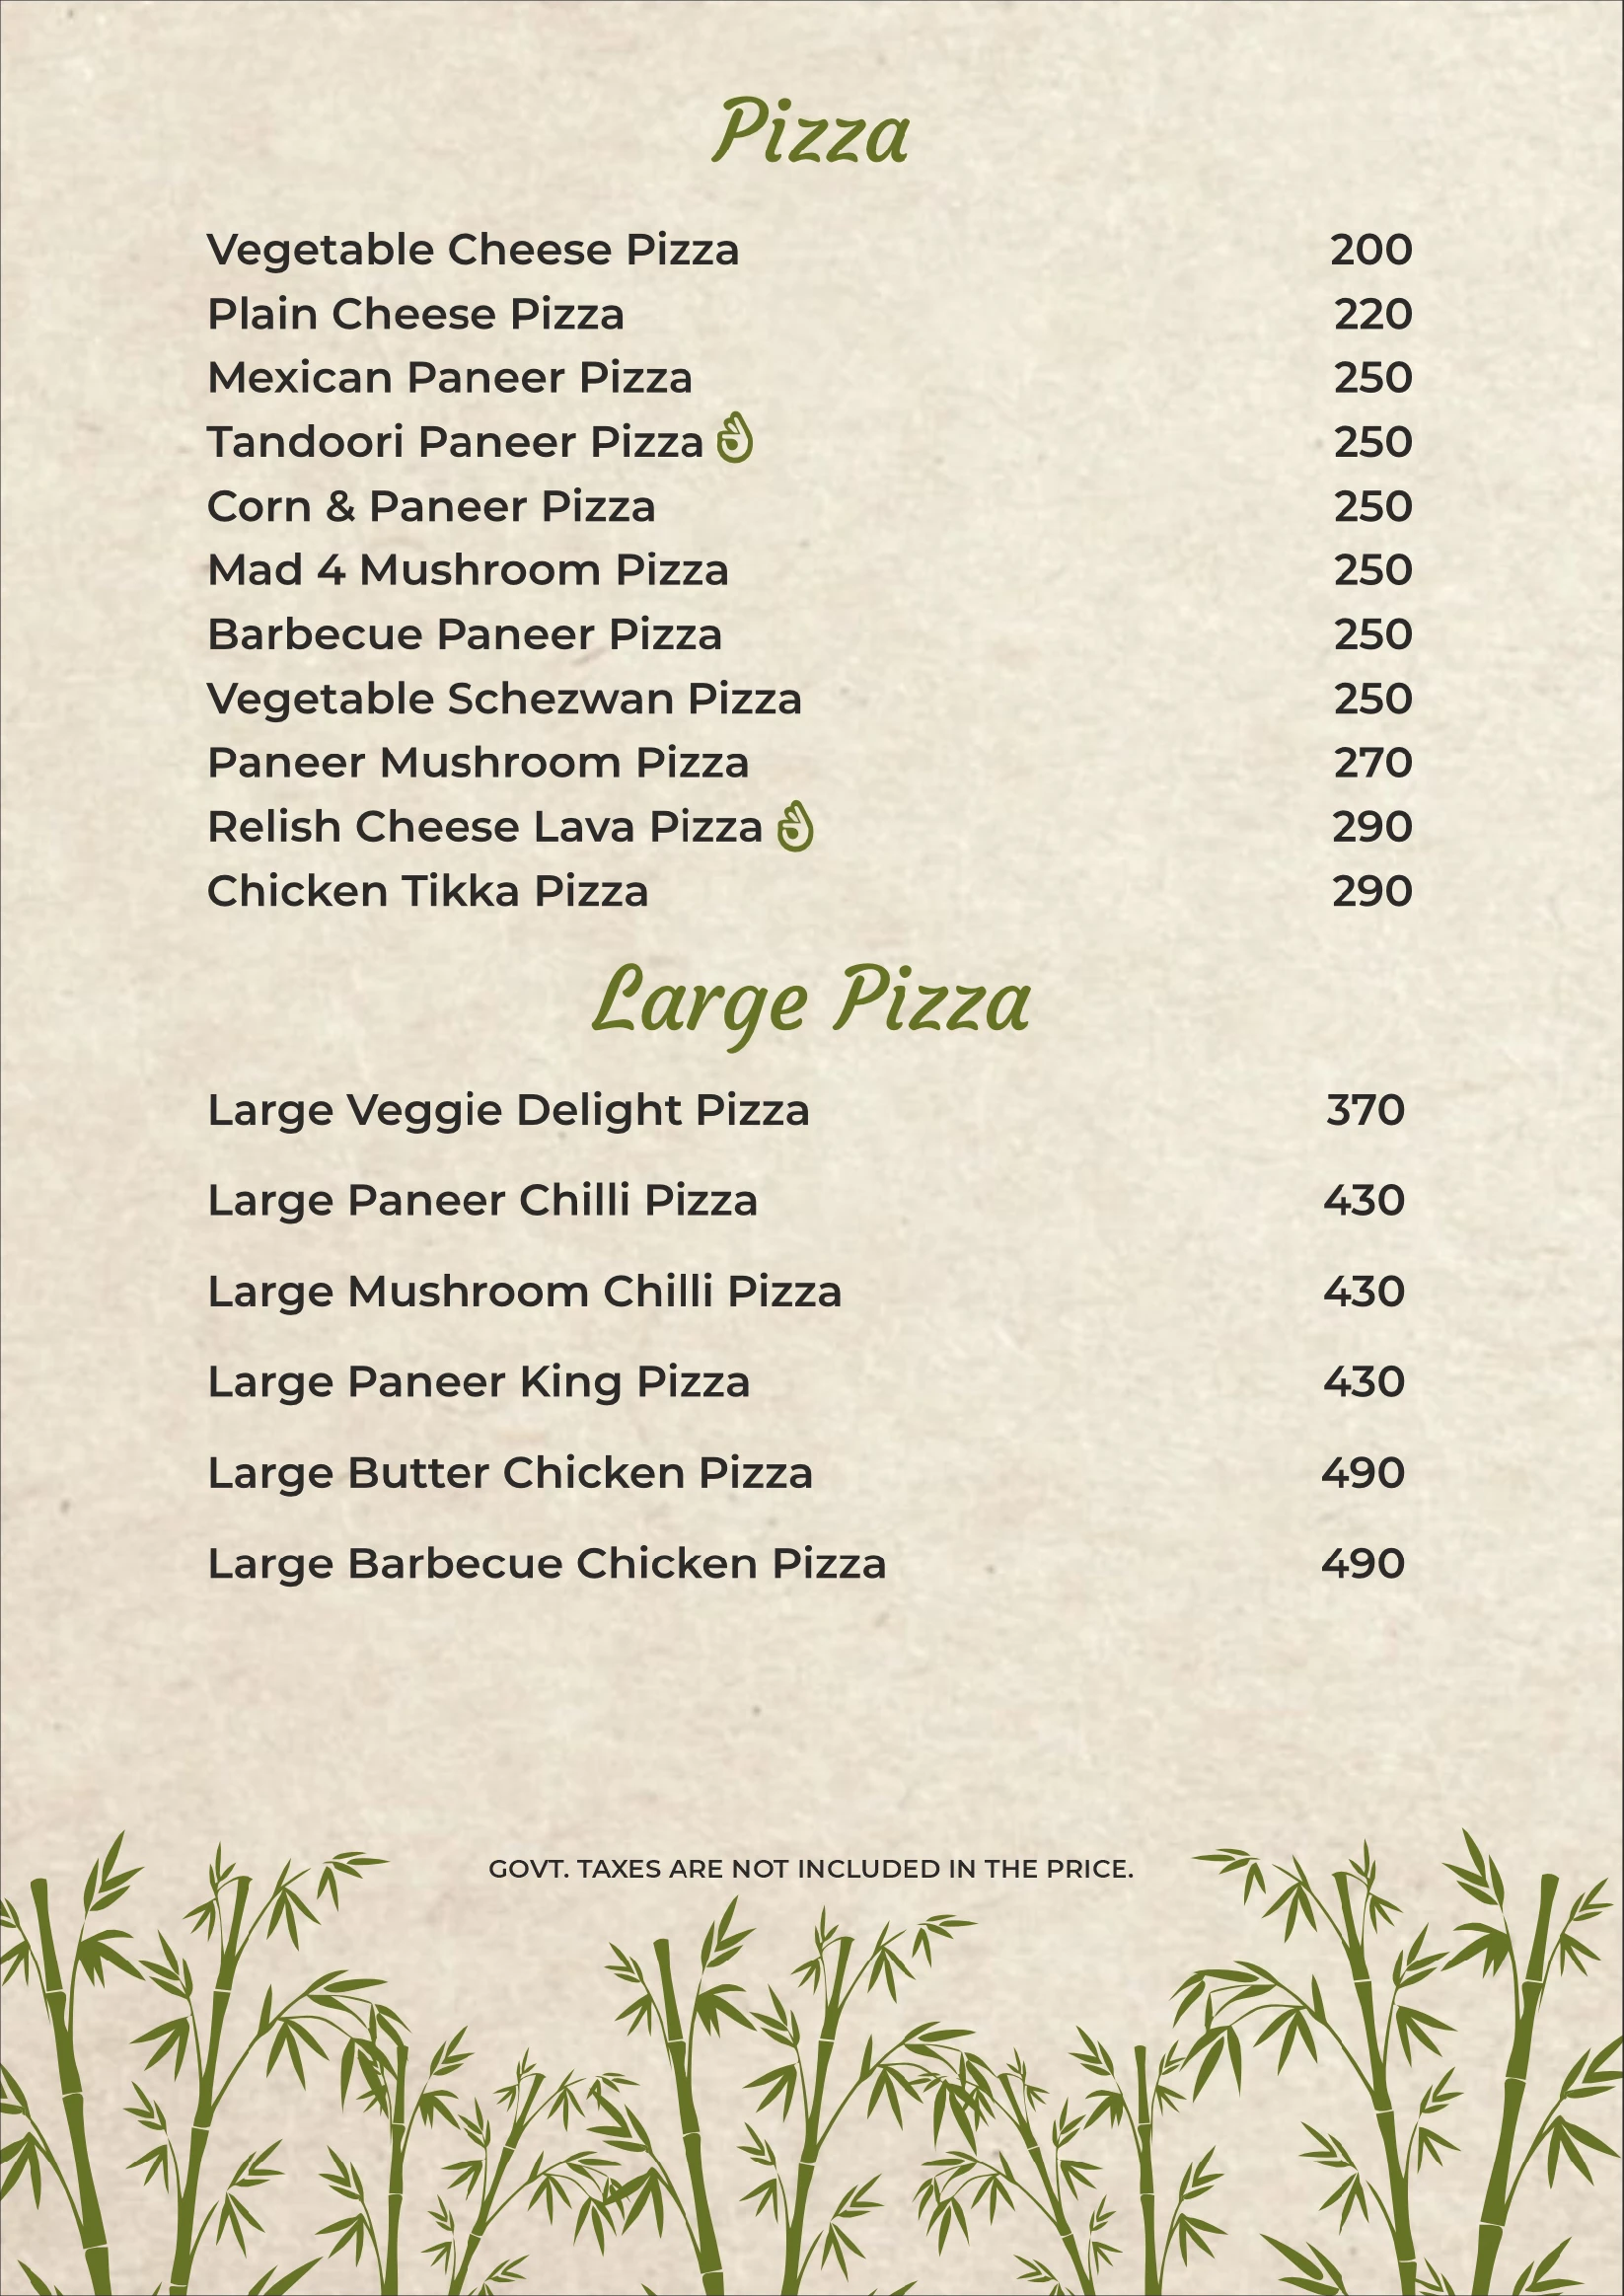 Pizza
Vegetable Cheese Pizza 200
Plain Cheese Pizza 220
Mexican Paneer Pizza 250
Tandoori Paneer Pizza 250
Corn & Paneer Pizza 250
Mad 4 Mushroom Pizza 250
Barbecue Paneer Pizza 250
Vegetable Schezwan Pizza 250
Paneer Mushroom Pizza 270
Relish Cheese Lava Pizza 290
Chicken Tikka Pizza 290
Large Pizza
Large Veggie Delight Pizza 370
Large Paneer Chilli Pizza 430
Large Mushroom Chilli Pizza 430
Large Paneer King Pizza 430
Large Butter Chicken Pizza 490
Large Barbecue Chicken Pizza 490
GOVT. TAXES ARE NOT INCLUDED IN THE PRICE.